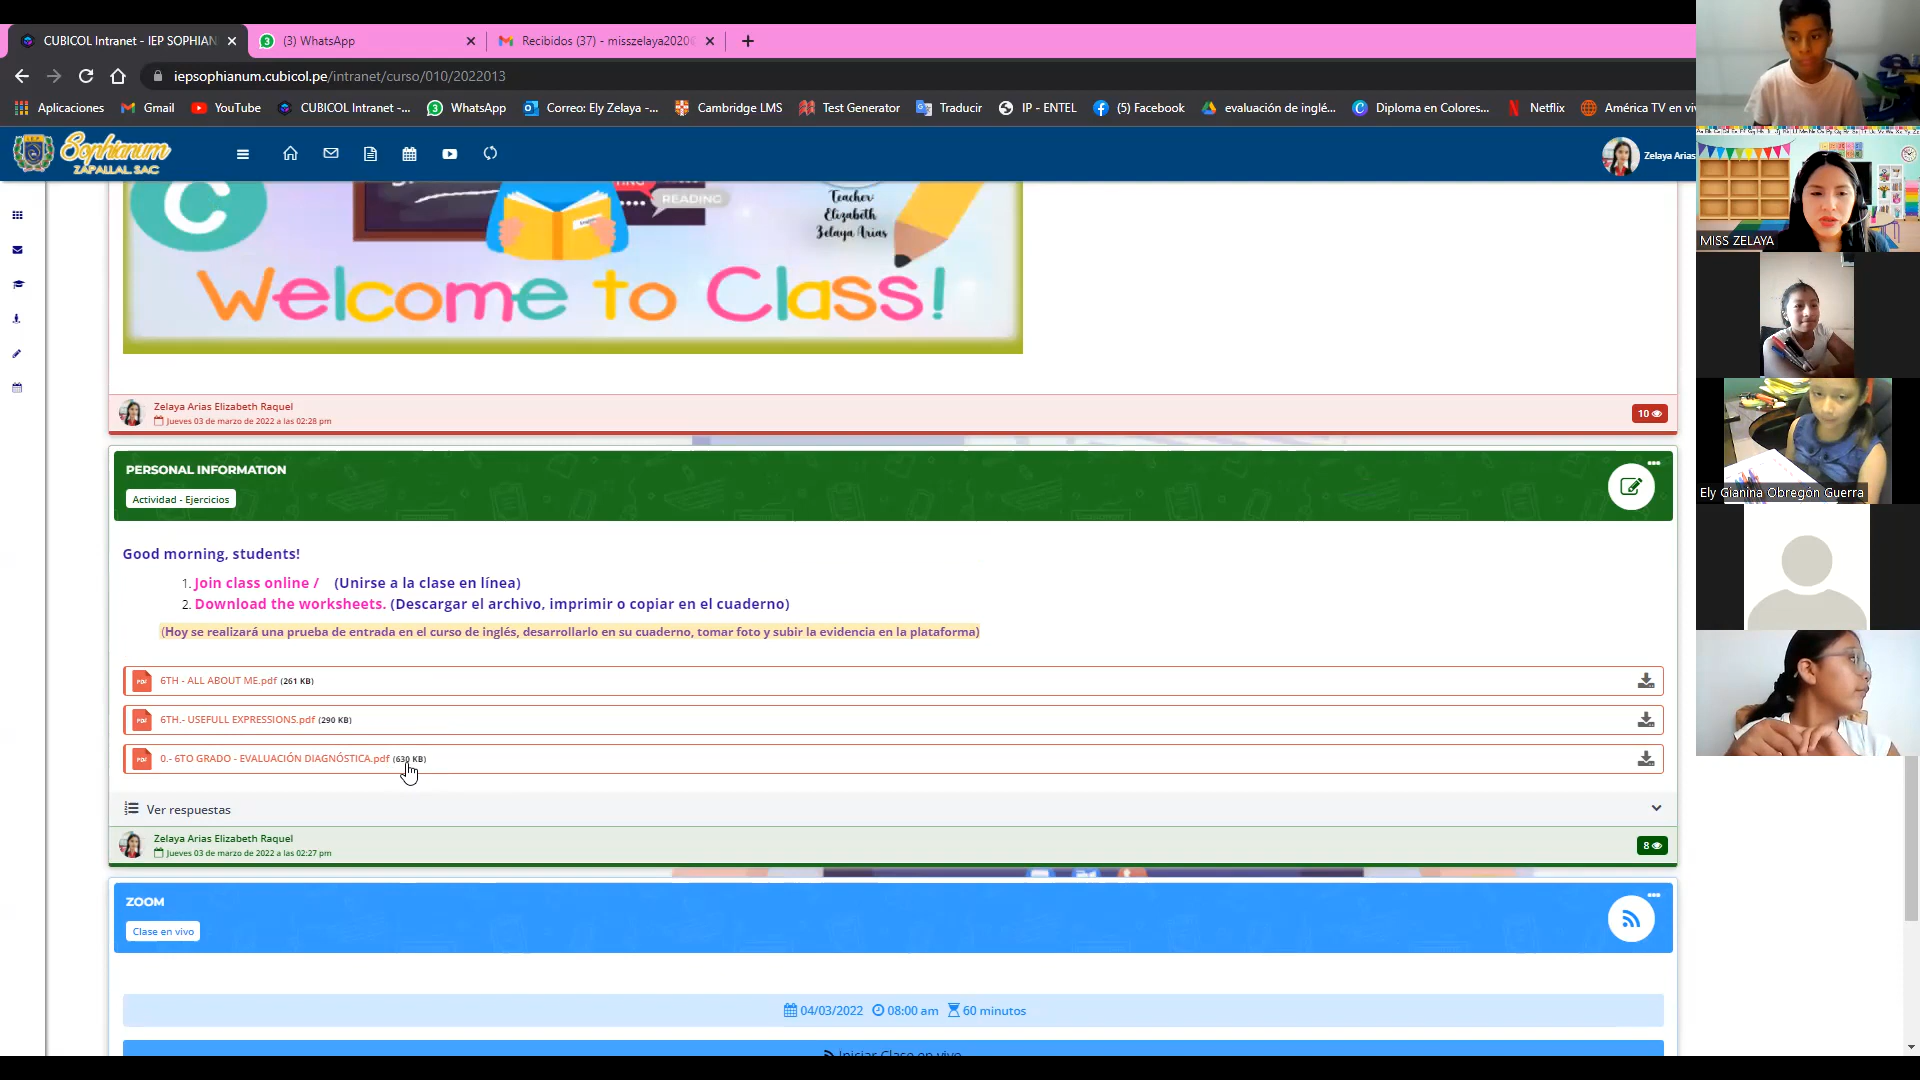 CUBICOL Intranet - IEP SOPHIAN
(3) WhatsApp
Recibidos (37) - misszelaya2020
iepsophianum.cubicol.pe/intranet/curso/010/2022013
Aplicaciones
Gmail
YouTube
CUBICOL Intranet -...
WhatsApp
Correo: Ely Zelaya -...
Cambridge LMS
Test Generator
Traducir
IP - ENTEL
(5) Facebook
evaluación de inglé...
Diploma en Colores...
Netflix
América TV en viv
Sophianum
ZAPALLAL SAC
Zelaya Arias
C
READING
Teacher
Elizabeth
Zelaya Arias
Welcome to Class!
Zelaya Arias Elizabeth Raquel
Jueves 03 de marzo de 2022 a las 02:28 pm
10
PERSONAL INFORMATION
Actividad - Ejercicios
Good morning, students!
1. Join class online / (Unirse a la clase en línea)
2. Download the worksheets. (Descargar el archivo, imprimir o copiar en el cuaderno)
(Hoy se realizará una prueba de entrada en el curso de inglés, desarrollarlo en su cuaderno, tomar foto y subir la evidencia en la plataforma)
6TH - ALL ABOUT ME.pdf (261 KB)
6TH.- USEFULL EXPRESSIONS.pdf (290 KB)
0.- 6TO GRADO - EVALUACIÓN DIAGNÓSTICA.pdf (630 KB)
Ver respuestas
Zelaya Arias Elizabeth Raquel
Jueves 03 de marzo de 2022 a las 02:27 pm
8
ZOOM
Clase en vivo
04/03/2022 08:00 am 60 minutos
Iniciar Clase en vivo
MISS ZELAYA
Ely Gianina Obregón Guerra